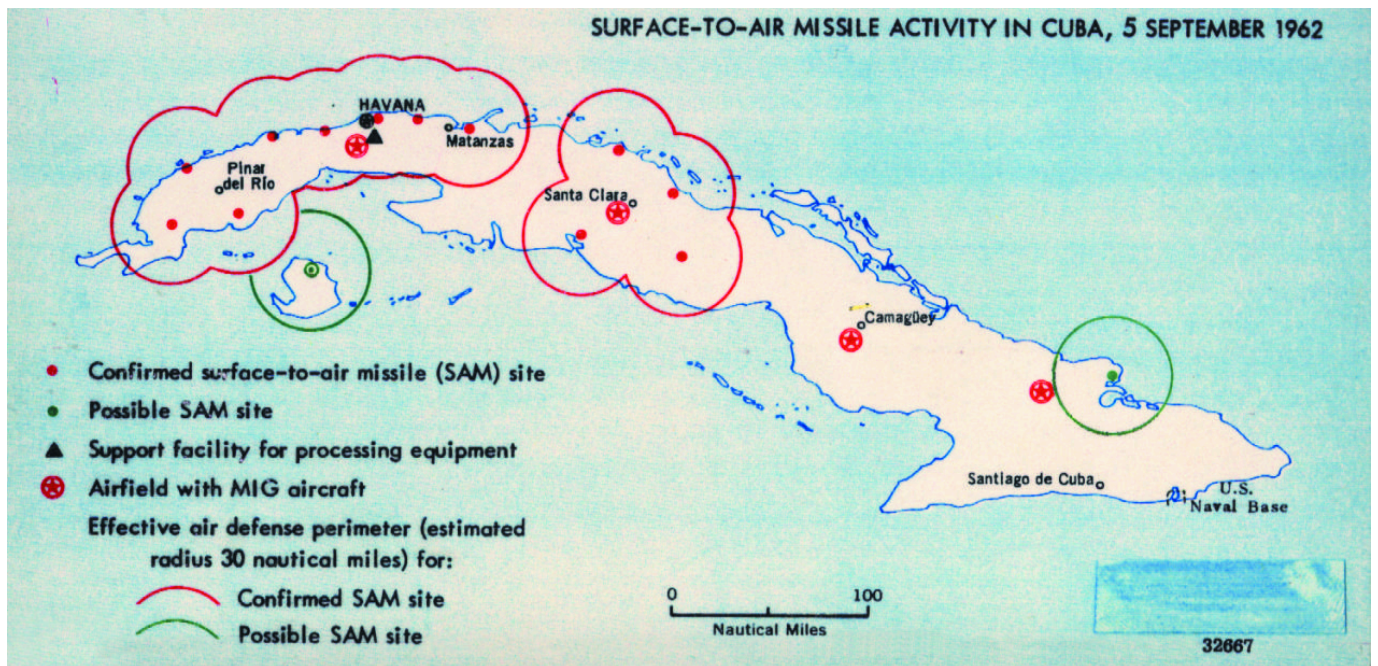 SURFACE-TO-AIR MISSILE ACTIVITY IN CUBA, 5 SEPTEMBER 1962
HAVANA
Matanzas
Pinar
del Río
Santa Clara
Camagüey
Santiago de Cuba
U.S.
Naval Base
Confirmed surface-to-air missile (SAM) site
Possible SAM site
Support facility for processing equipment
Airfield with MIG aircraft
Effective air defense perimeter (estimated
radius 30 nautical miles) for:
Confirmed SAM site
Possible SAM site
0 100
Nautical Miles
32667